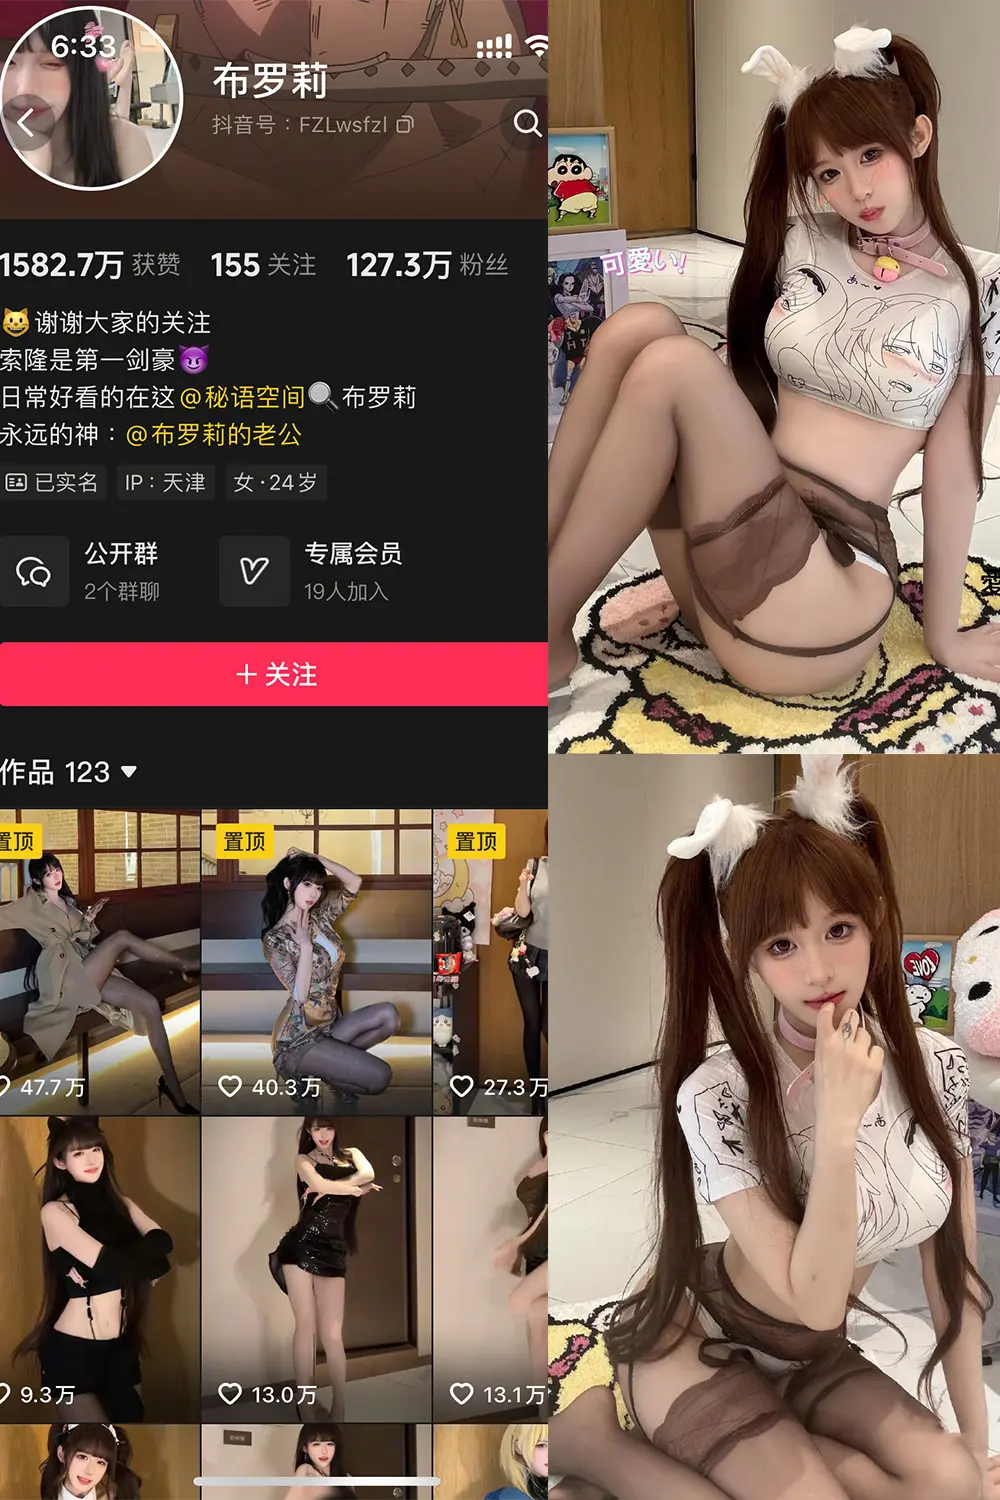 6:33
布罗莉
抖音号：FZLwsfzl
1582.7万 获赞 155 关注 127.3万 粉丝
😺谢谢大家的关注
索隆是第一剑豪😈
日常好看的在这@秘语空间🔍布罗莉
永远的神：@布罗莉的老公
已实名 IP：天津 女·24岁
公开群 专属会员
2个群聊 19人加入
＋关注
作品 123
置顶 置顶 置顶
47.7万 40.3万 27.3万
9.3万 13.0万 13.1万
可愛い!
あ~♥
愛
LOVE
~あ